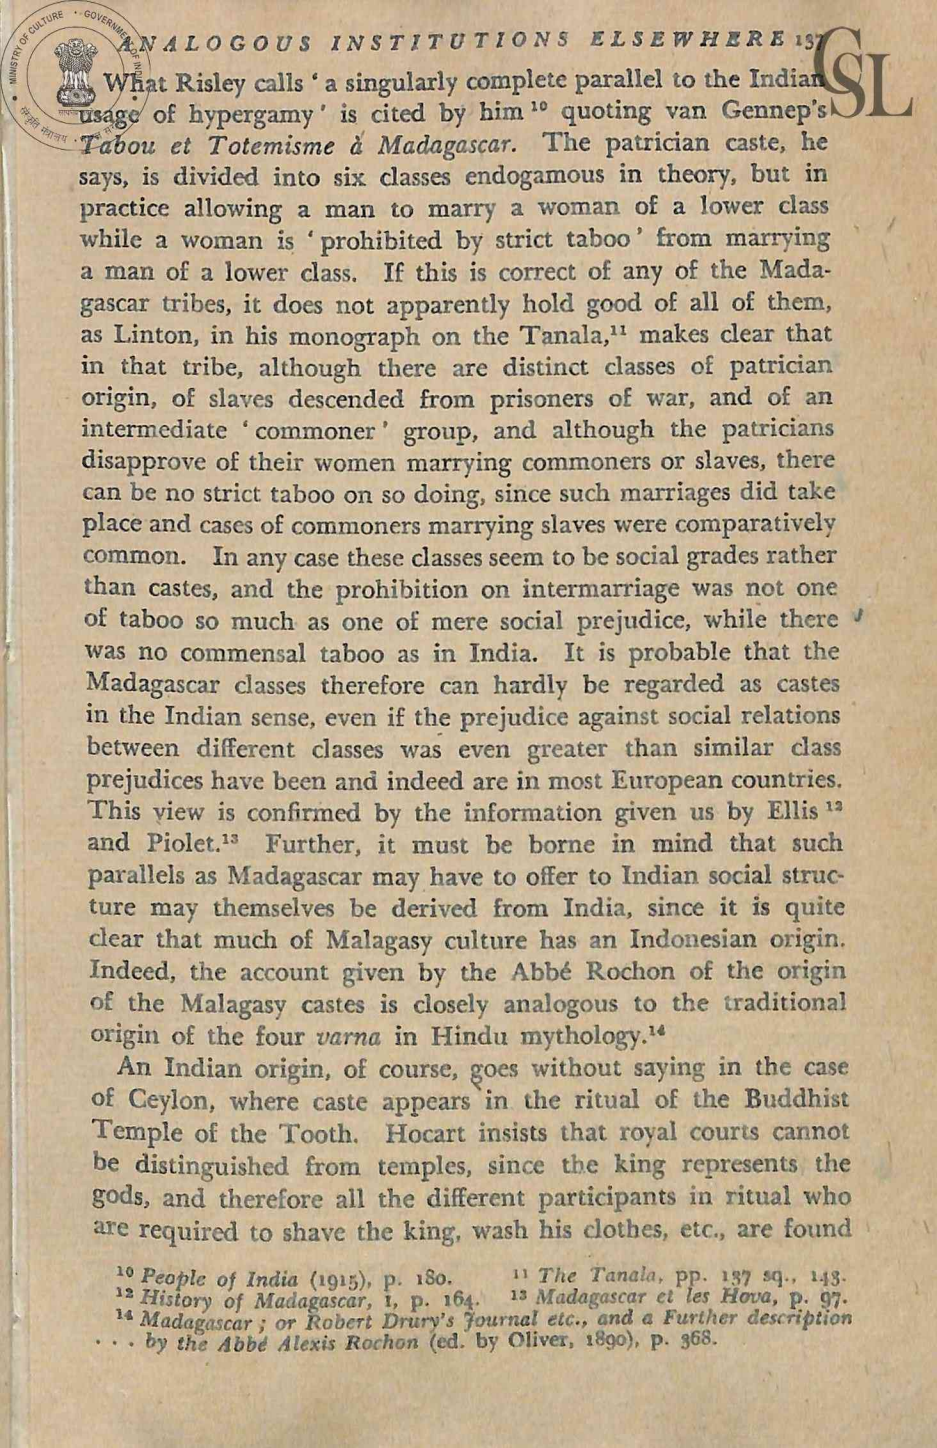 MINISTRY OF CULTURE · GOVERNMENT OF INDIA
CSL
ANALOGOUS INSTITUTIONS ELSEWHERE 137
What Risley calls ‘ a singularly complete parallel to the Indian
usage of hypergamy ’ is cited by him ¹⁰ quoting van Gennep's
Tabou et Totemisme à Madagascar. The patrician caste, he
says, is divided into six classes endogamous in theory, but in
practice allowing a man to marry a woman of a lower class
while a woman is ‘ prohibited by strict taboo ’ from marrying
a man of a lower class. If this is correct of any of the Mada-
gascar tribes, it does not apparently hold good of all of them,
as Linton, in his monograph on the Tanala,¹¹ makes clear that
in that tribe, although there are distinct classes of patrician
origin, of slaves descended from prisoners of war, and of an
intermediate ‘ commoner ’ group, and although the patricians
disapprove of their women marrying commoners or slaves, there
can be no strict taboo on so doing, since such marriages did take
place and cases of commoners marrying slaves were comparatively
common. In any case these classes seem to be social grades rather
than castes, and the prohibition on intermarriage was not one
of taboo so much as one of mere social prejudice, while there
was no commensal taboo as in India. It is probable that the
Madagascar classes therefore can hardly be regarded as castes
in the Indian sense, even if the prejudice against social relations
between different classes was even greater than similar class
prejudices have been and indeed are in most European countries.
This view is confirmed by the information given us by Ellis ¹²
and Piolet.¹³ Further, it must be borne in mind that such
parallels as Madagascar may have to offer to Indian social struc-
ture may themselves be derived from India, since it is quite
clear that much of Malagasy culture has an Indonesian origin.
Indeed, the account given by the Abbé Rochon of the origin
of the Malagasy castes is closely analogous to the traditional
origin of the four varna in Hindu mythology.¹⁴
An Indian origin, of course, goes without saying in the case
of Ceylon, where caste appears in the ritual of the Buddhist
Temple of the Tooth. Hocart insists that royal courts cannot
be distinguished from temples, since the king represents the
gods, and therefore all the different participants in ritual who
are required to shave the king, wash his clothes, etc., are found
¹⁰ People of India (1915), p. 180. ¹¹ The Tanala, pp. 137 sq., 143.
¹² History of Madagascar, I, p. 164. ¹³ Madagascar et les Hova, p. 97.
¹⁴ Madagascar ; or Robert Drury's Journal etc., and a Further description
. . . by the Abbé Alexis Rochon (ed. by Oliver, 1890), p. 368.